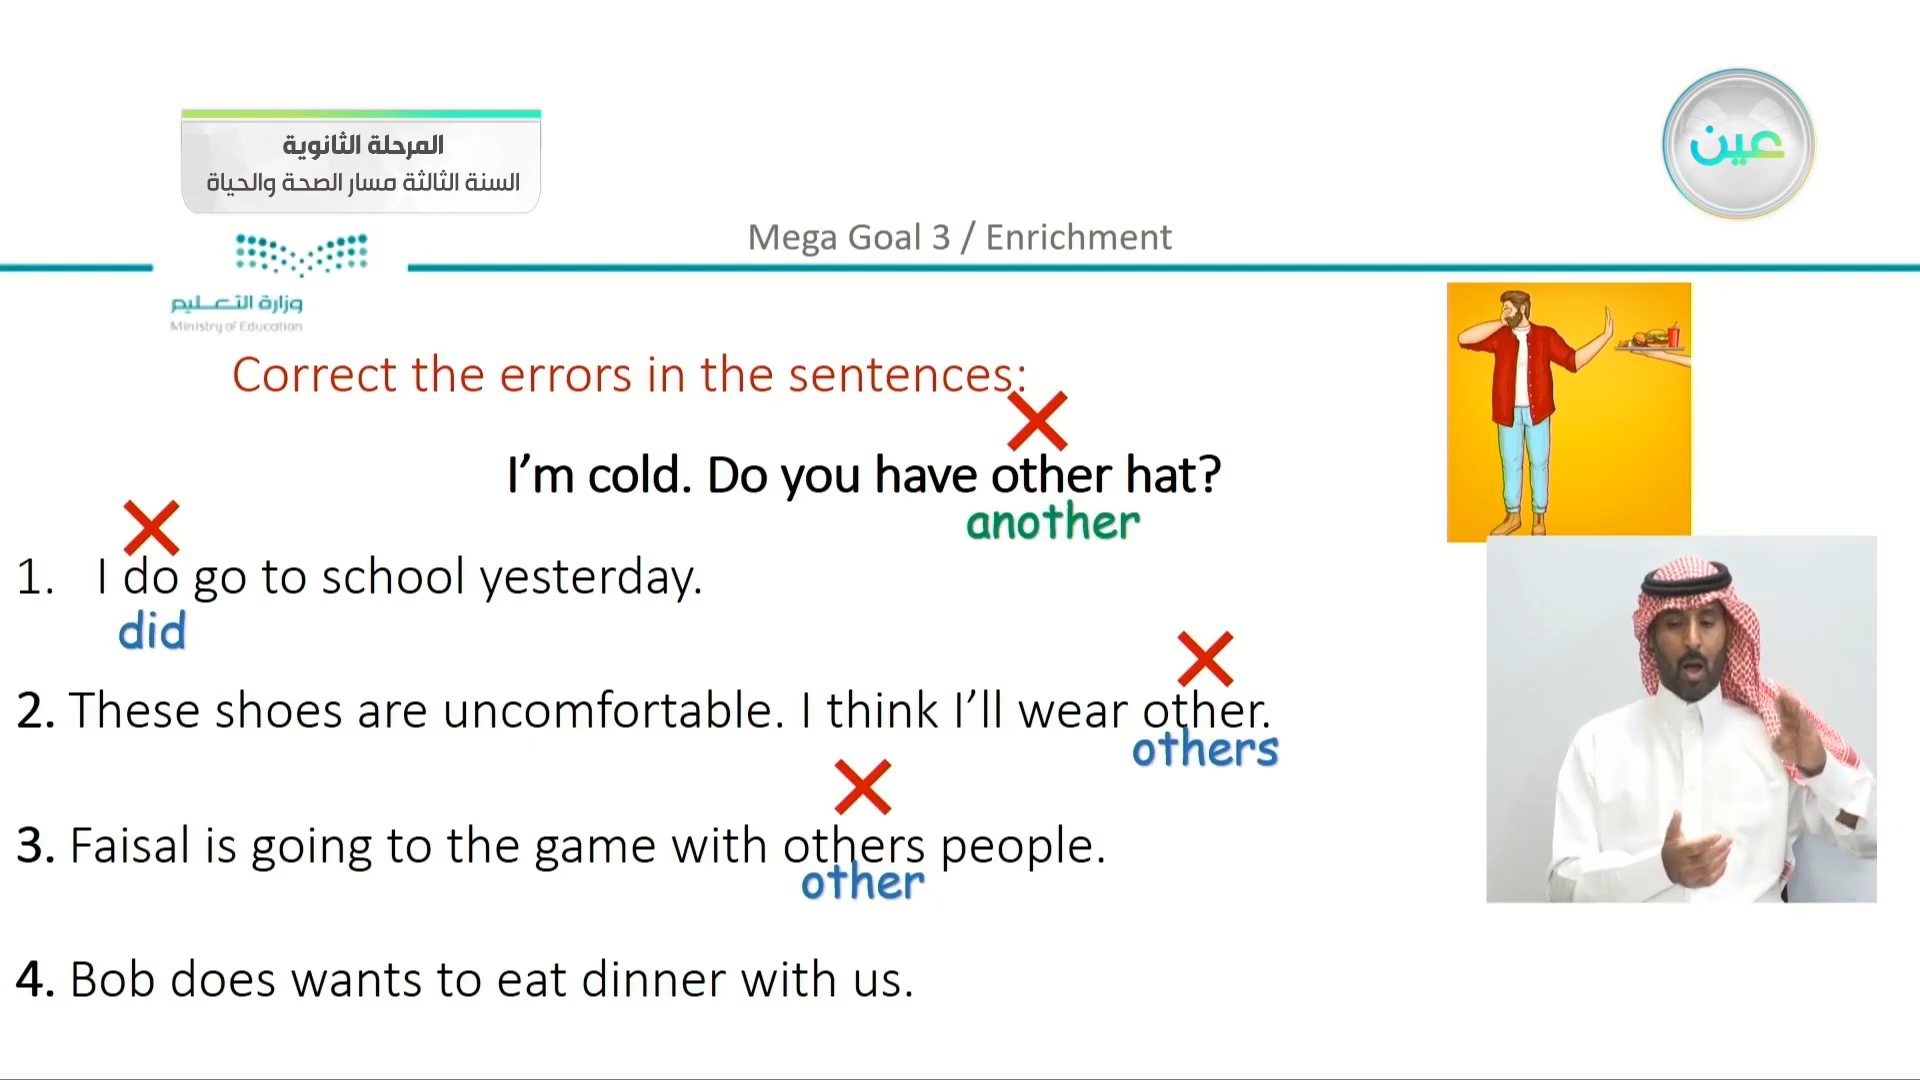 المرحلة الثانوية
السنة الثالثة مسار الصحة والحياة
عين
Mega Goal 3 / Enrichment
وزارة التعليم
Ministry of Education
Correct the errors in the sentences:
I'm cold. Do you have other hat?
another
1. I do go to school yesterday.
did
2. These shoes are uncomfortable. I think I'll wear other.
others
3. Faisal is going to the game with others people.
other
4. Bob does wants to eat dinner with us.